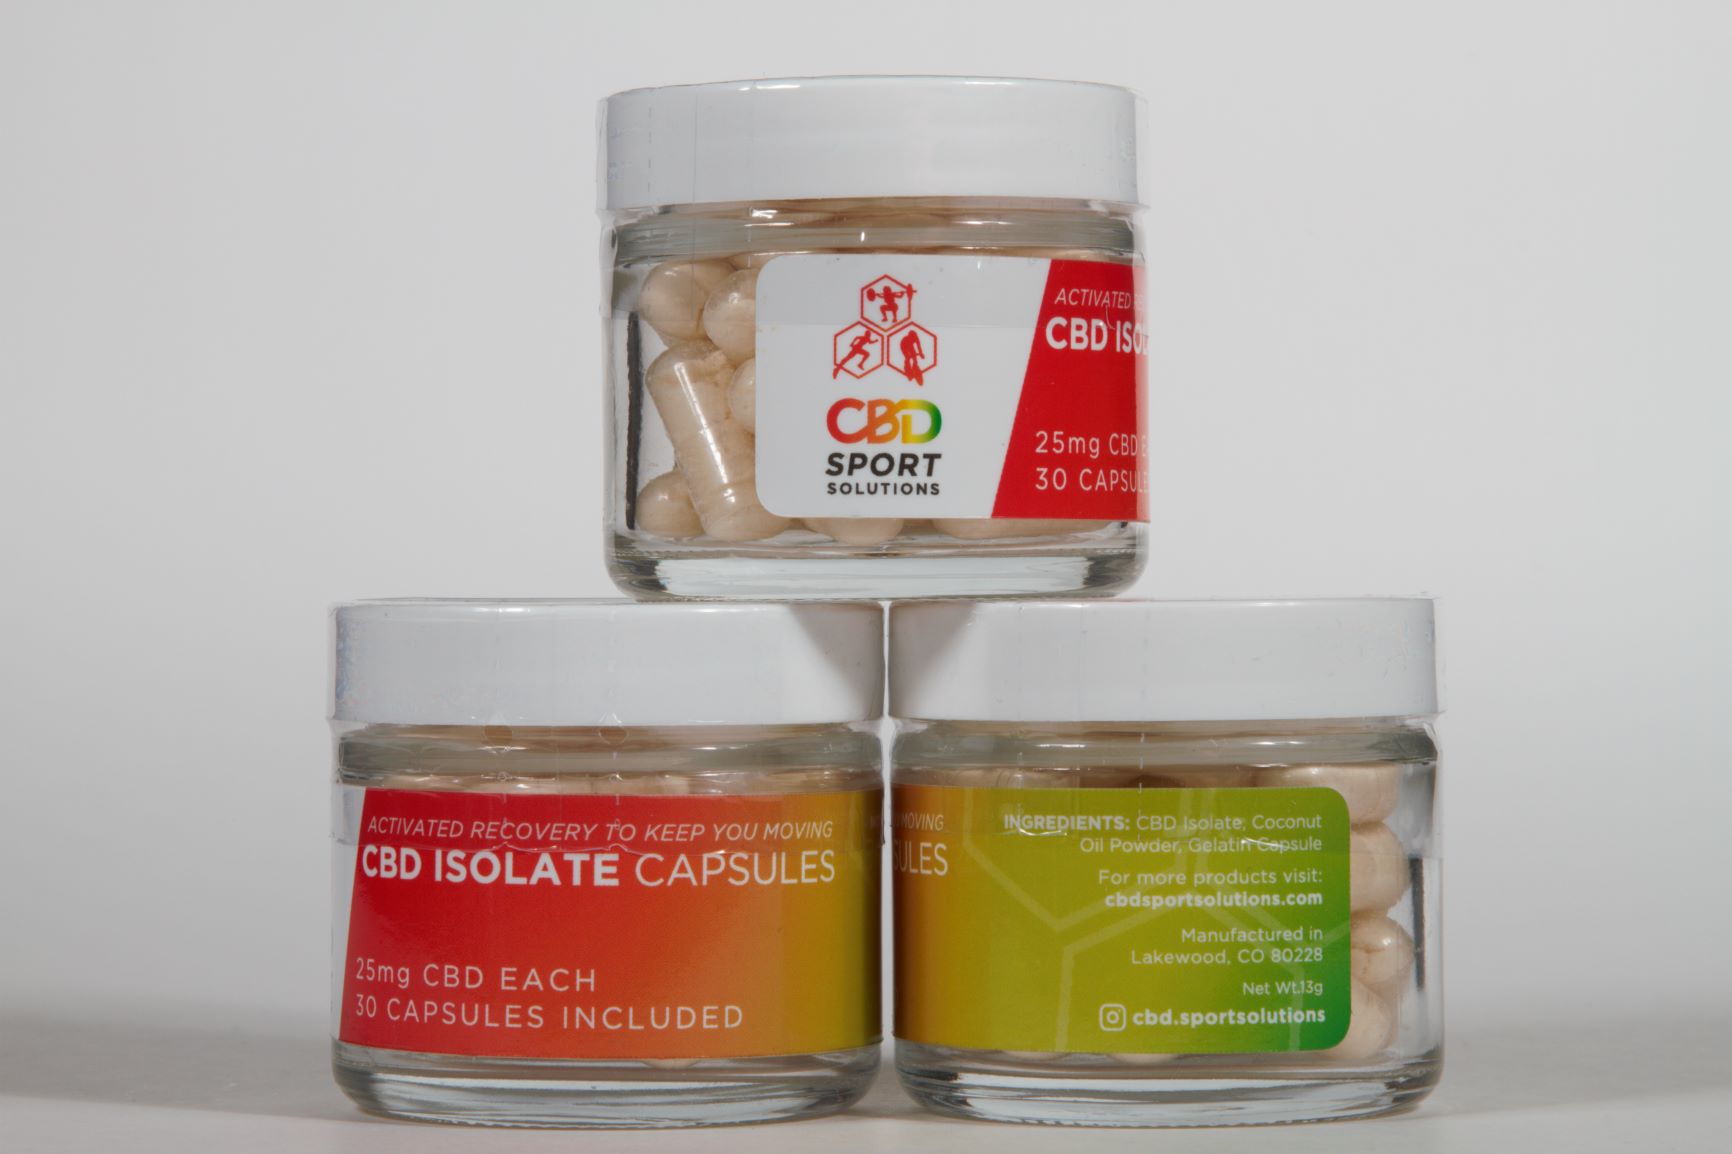 CBD
SPORT
SOLUTIONS
ACTIVATED
CBD
25mg CBD
30
ACTIVATED RECOVERY TO KEEP YOU MOVING
CBD ISOLATE CAPSULES
25mg CBD EACH
30 CAPSULES INCLUDED
MOVING
SULES
INGREDIENTS: CBD Isolate, Coconut
Oil Powder, Gelatin Capsule
For more products visit:
cbdsportsolutions.com
Manufactured in
Lakewood, CO 80228
Net Wt.13g
cbd.sportsolutions